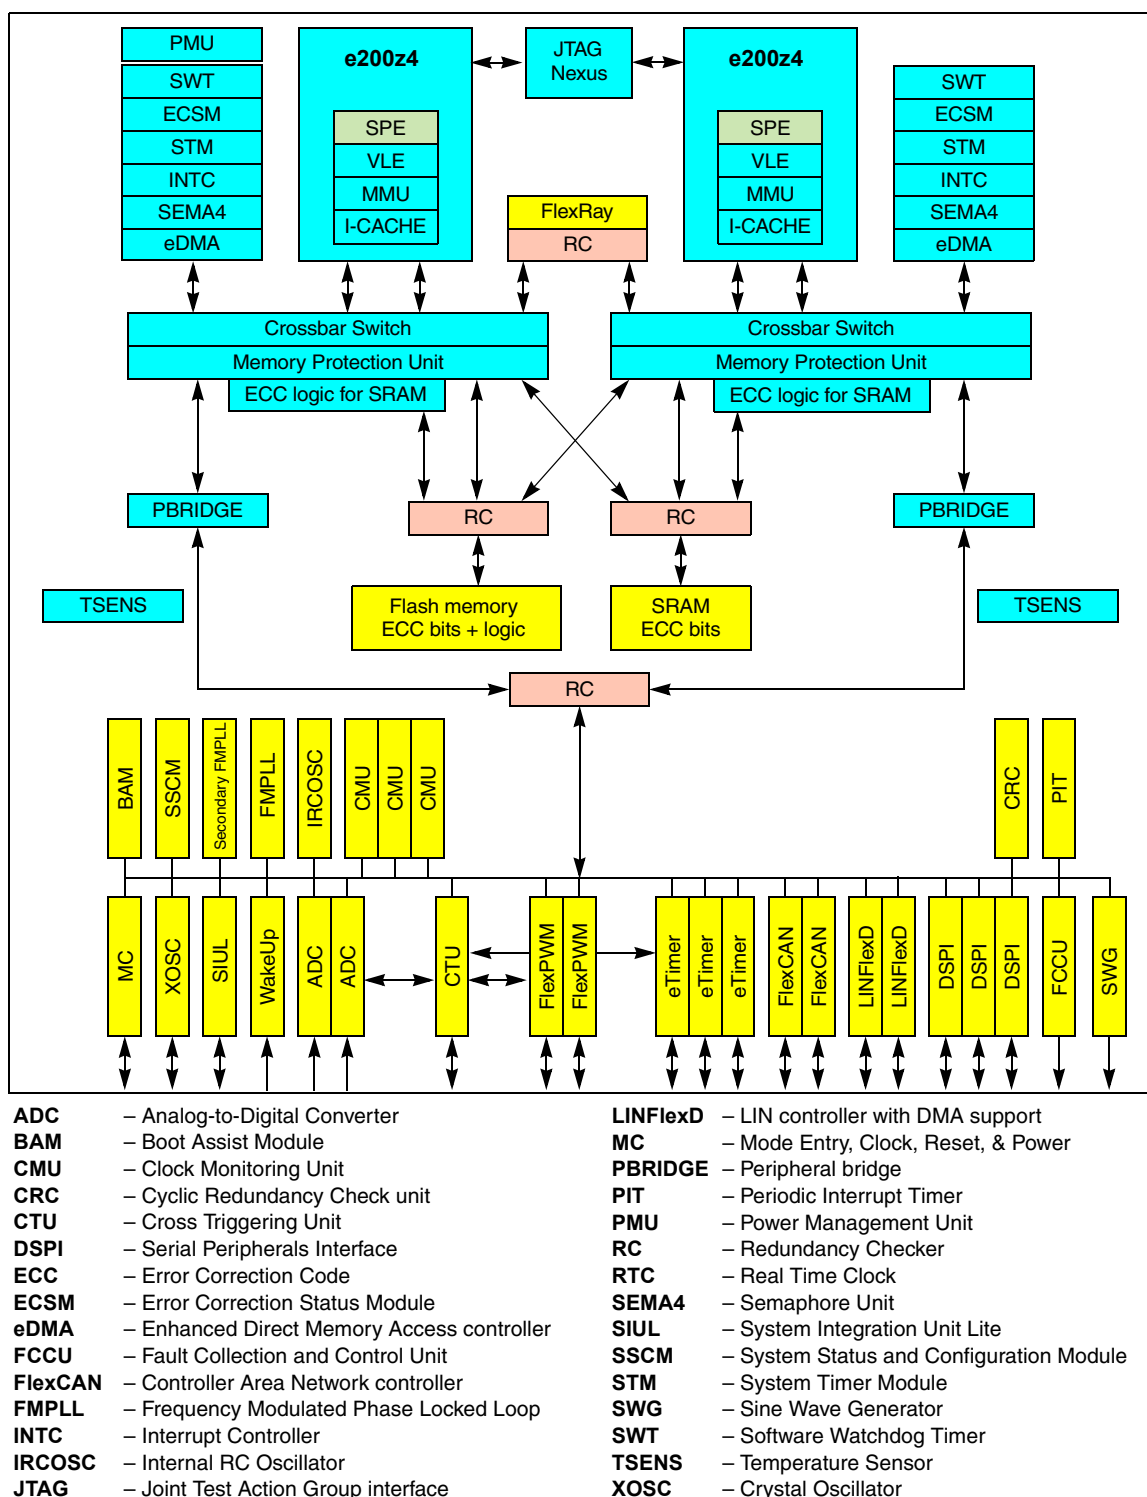 PMU
SWT
ECSM
STM
INTC
SEMA4
eDMA
e200z4
SPE
VLE
MMU
I-CACHE
JTAG
Nexus
FlexRay
RC
e200z4
SPE
VLE
MMU
I-CACHE
SWT
ECSM
STM
INTC
SEMA4
eDMA
Crossbar Switch
Memory Protection Unit
ECC logic for SRAM
Crossbar Switch
Memory Protection Unit
ECC logic for SRAM
PBRIDGE
RC
RC
PBRIDGE
TSENS
Flash memory
ECC bits + logic
SRAM
ECC bits
TSENS
RC
BAM
SSCM
Secondary FMPLL
FMPLL
IRCOSC
CMU
CMU
CMU
CRC
PIT
MC
XOSC
SIUL
WakeUp
ADC
ADC
CTU
FlexPWM
FlexPWM
eTimer
eTimer
eTimer
FlexCAN
FlexCAN
LINFlexD
LINFlexD
DSPI
DSPI
DSPI
FCCU
SWG
ADC – Analog-to-Digital Converter
BAM – Boot Assist Module
CMU – Clock Monitoring Unit
CRC – Cyclic Redundancy Check unit
CTU – Cross Triggering Unit
DSPI – Serial Peripherals Interface
ECC – Error Correction Code
ECSM – Error Correction Status Module
eDMA – Enhanced Direct Memory Access controller
FCCU – Fault Collection and Control Unit
FlexCAN – Controller Area Network controller
FMPLL – Frequency Modulated Phase Locked Loop
INTC – Interrupt Controller
IRCOSC – Internal RC Oscillator
JTAG – Joint Test Action Group interface
LINFlexD – LIN controller with DMA support
MC – Mode Entry, Clock, Reset, & Power
PBRIDGE – Peripheral bridge
PIT – Periodic Interrupt Timer
PMU – Power Management Unit
RC – Redundancy Checker
RTC – Real Time Clock
SEMA4 – Semaphore Unit
SIUL – System Integration Unit Lite
SSCM – System Status and Configuration Module
STM – System Timer Module
SWG – Sine Wave Generator
SWT – Software Watchdog Timer
TSENS – Temperature Sensor
XOSC – Crystal Oscillator